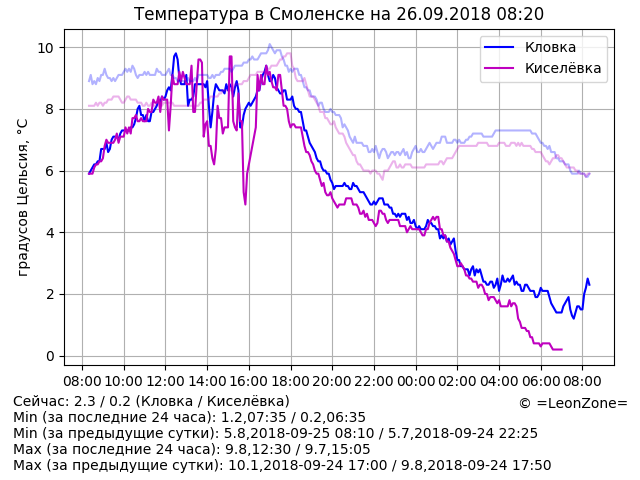 Температура в Смоленске на 26.09.2018 08:20
Кловка
Киселёвка
градусов Цельсия, °C
10
8
6
4
2
0
08:00 10:00 12:00 14:00 16:00 18:00 20:00 22:00 00:00 02:00 04:00 06:00 08:00
Сейчас: 2.3 / 0.2 (Кловка / Киселёвка)
© =LeonZone=
Min (за последние 24 часа): 1.2,07:35 / 0.2,06:35
Min (за предыдущие сутки): 5.8,2018-09-25 08:10 / 5.7,2018-09-24 22:25
Max (за последние 24 часа): 9.8,12:30 / 9.7,15:05
Max (за предыдущие сутки): 10.1,2018-09-24 17:00 / 9.8,2018-09-24 17:50